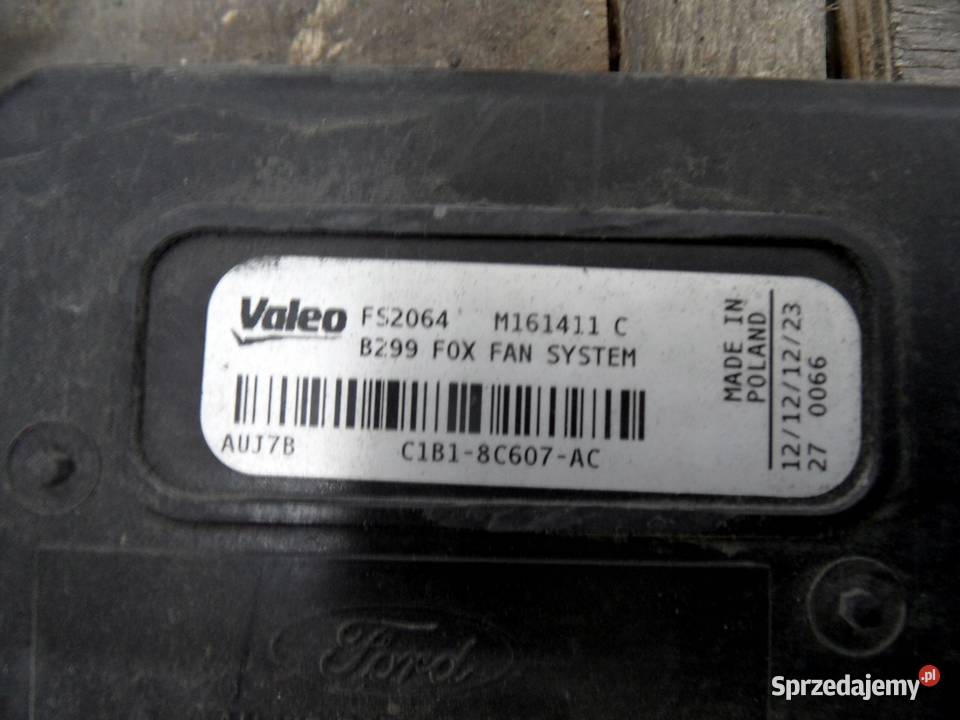 Valeo FS2064 M161411 C
B299 FOX FAN SYSTEM
AUJ7B C1B1-8C607-AC
MADE IN
POLAND
12/12/12/23
27 0066
Ford
Sprzedajemy.pl